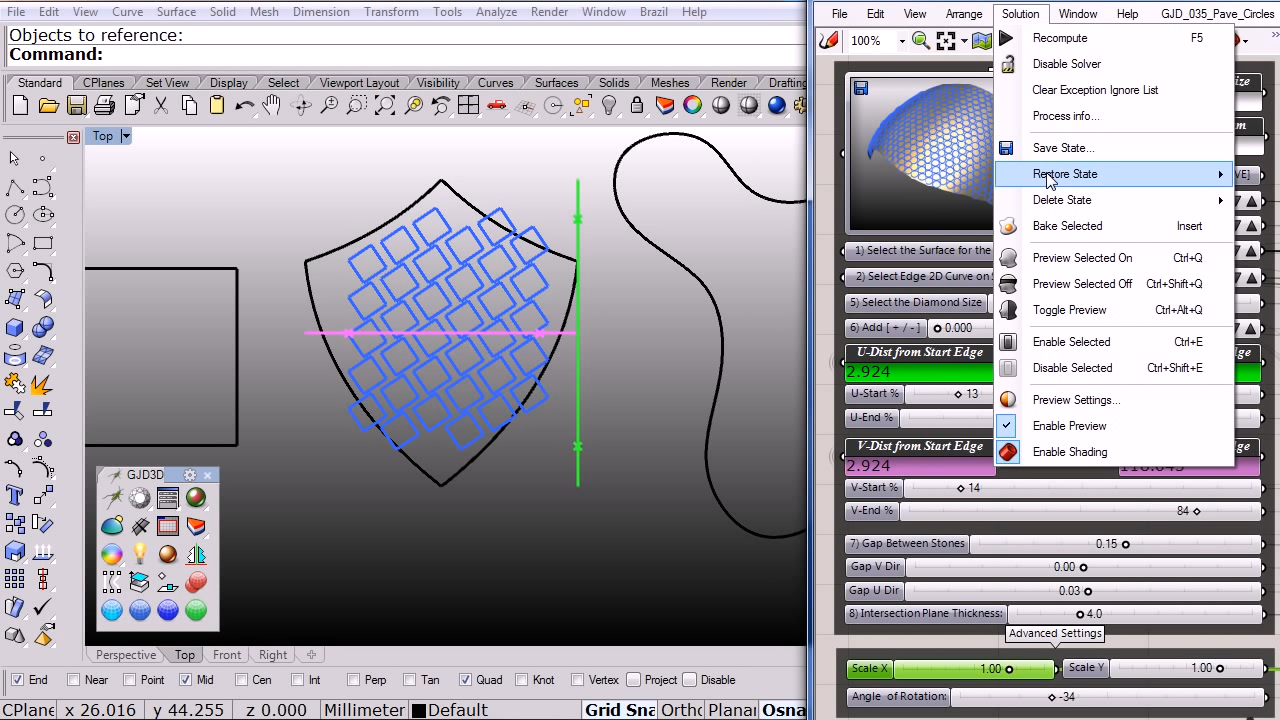 File Edit View Curve Surface Solid Mesh Dimension Transform Tools Analyze Render Window Brazil Help
Objects to reference:
Command:
Standard CPlanes Set View Display Select Viewport Layout Visibility Curves Surfaces Solids Meshes Render Drafting
Top
GJD3D
Perspective Top Front Right
End Near Point Mid Cen Int Perp Tan Quad Knot Vertex Project Disable
CPlane x 26.016 y 44.255 z 0.000 Millimeter Default Grid Sna Ortho Planar Osna
File Edit View Arrange Solution Window Help GJD_035_Pave_Circles
100%
Recompute F5
Disable Solver
Clear Exception Ignore List
Process info...
Save State...
Restore State
Delete State
Bake Selected Insert
Preview Selected On Ctrl+Q
Preview Selected Off Ctrl+Shift+Q
Toggle Preview Ctrl+Alt+Q
Enable Selected Ctrl+E
Disable Selected Ctrl+Shift+E
Preview Settings...
Enable Preview
Enable Shading
1) Select the Surface for the
2) Select Edge 2D Curve on S
5) Select the Diamond Size
6) Add [ + / - ] 0.000
U-Dist from Start Edge
2.924
U-Start % 13
U-End %
V-Dist from Start Edge
2.924
V-Start % 14
V-End % 84
7) Gap Between Stones 0.15
Gap V Dir 0.00
Gap U Dir 0.03
8) Intersection Plane Thickness: 4.0
Advanced Settings
Scale X 1.00 Scale Y 1.00
Angle of Rotation: -34